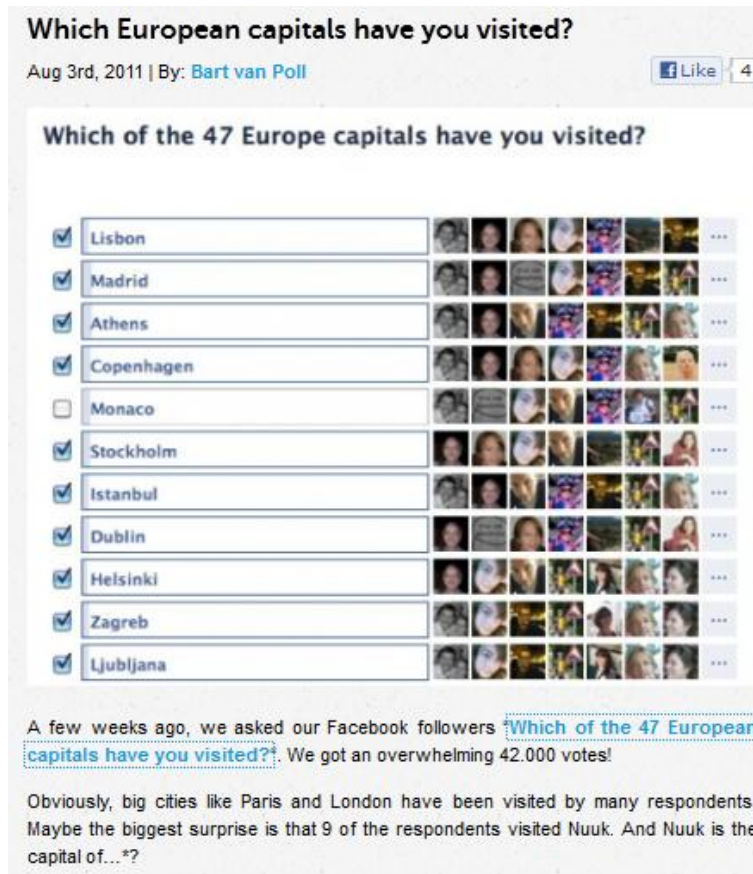 Which European capitals have you visited?
Aug 3rd, 2011 | By: Bart van Poll
Like 4
Which of the 47 Europe capitals have you visited?
Lisbon ...
Madrid ...
Athens ...
Copenhagen ...
Monaco ...
Stockholm ...
Istanbul ...
Dublin ...
Helsinki ...
Zagreb ...
Ljubljana ...
A few weeks ago, we asked our Facebook followers "Which of the 47 European
capitals have you visited?". We got an overwhelming 42.000 votes!
Obviously, big cities like Paris and London have been visited by many respondents
Maybe the biggest surprise is that 9 of the respondents visited Nuuk. And Nuuk is the
capital of...*?